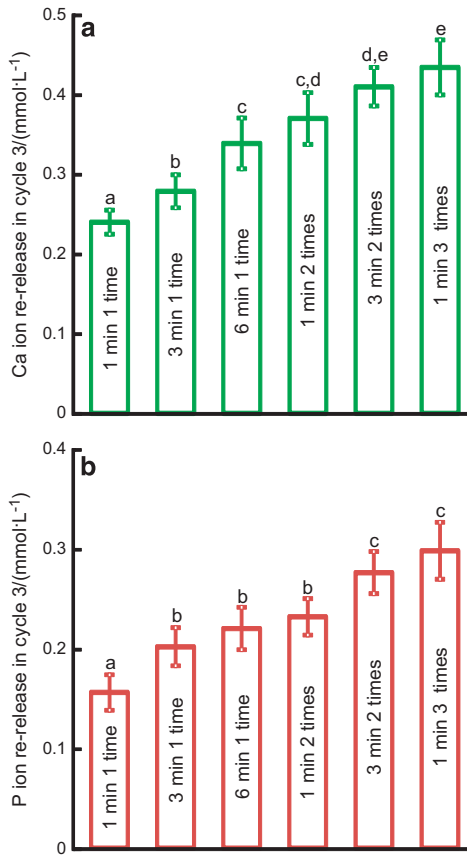 a
Ca ion re-release in cycle 3/(mmol·L⁻¹)
0.5
0.4
0.3
0.2
0.1
0
a
b
c
c,d
d,e
e
1 min 1 time
3 min 1 time
6 min 1 time
1 min 2 times
3 min 2 times
1 min 3 times
b
P ion re-release in cycle 3/(mmol·L⁻¹)
0.4
0.3
0.2
0.1
0
a
b
b
b
c
c
1 min 1 time
3 min 1 time
6 min 1 time
1 min 2 times
3 min 2 times
1 min 3 times